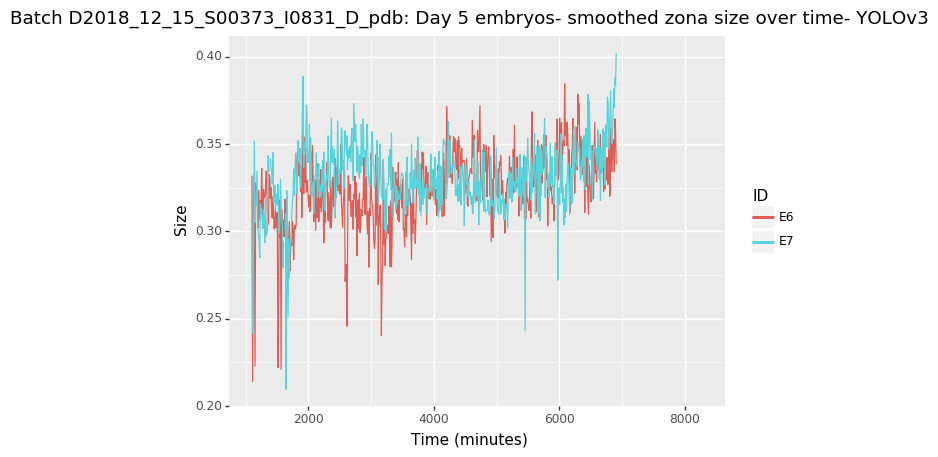 Batch D2018_12_15_S00373_I0831_D_pdb: Day 5 embryos- smoothed zona size over time- YOLOv3
0.40
0.35
0.30
0.25
0.20
Size
2000
4000
6000
8000
Time (minutes)
ID
E6
E7